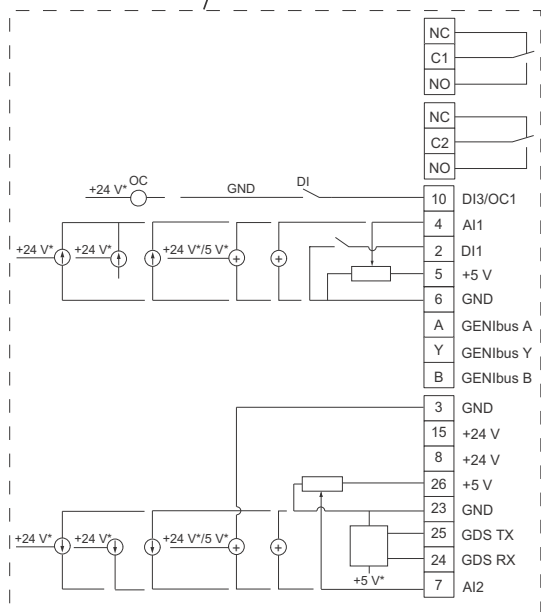 NC
C1
NO
NC
C2
NO
+24 V* OC GND DI 10 DI3/OC1
4 AI1
+24 V* +24 V* +24 V*/5 V* + + 2 DI1
5 +5 V
6 GND
A GENIbus A
Y GENIbus Y
B GENIbus B
3 GND
15 +24 V
8 +24 V
26 +5 V
23 GND
+24 V* +24 V* +24 V*/5 V* + + 25 GDS TX
24 GDS RX
+5 V* 7 AI2